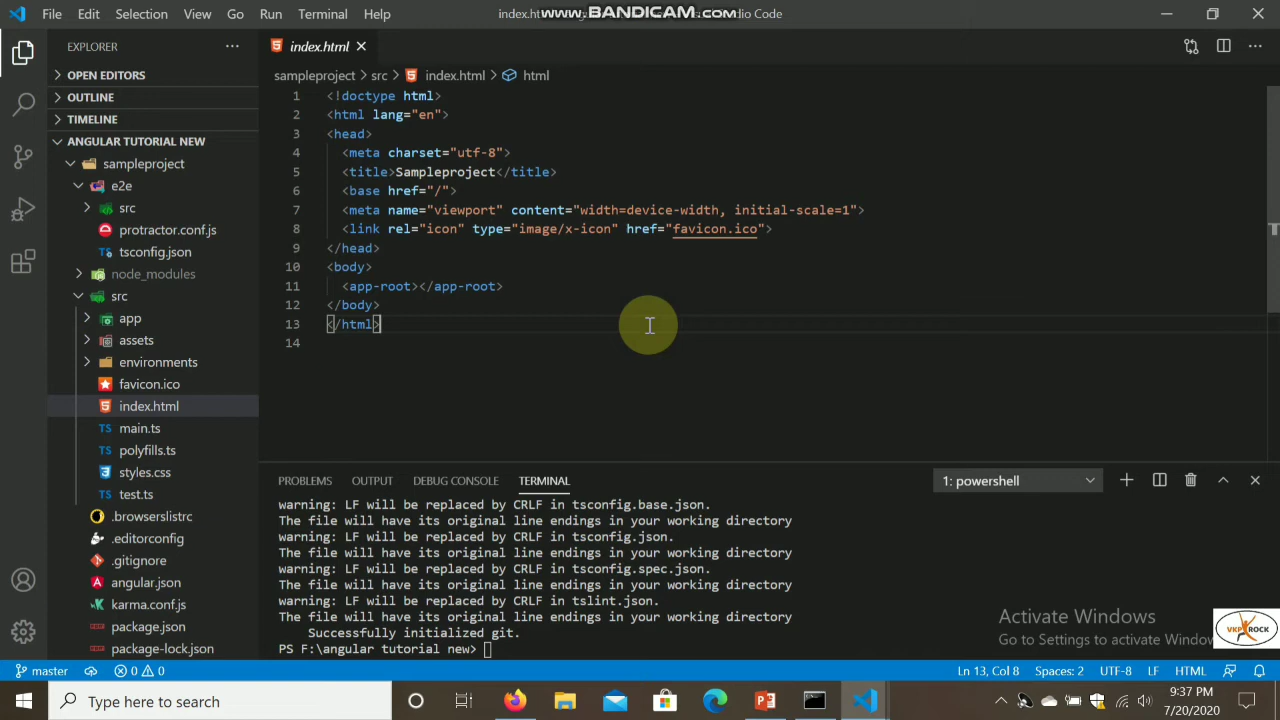 File Edit Selection View Go Run Terminal Help
www.BANDICAM.com
index.ht
dio Code
EXPLORER
OPEN EDITORS
OUTLINE
TIMELINE
ANGULAR TUTORIAL NEW
sampleproject
e2e
src
protractor.conf.js
tsconfig.json
node_modules
src
app
assets
environments
favicon.ico
index.html
main.ts
polyfills.ts
styles.css
test.ts
.browserslistrc
.editorconfig
.gitignore
angular.json
karma.conf.js
package.json
package-lock.json
index.html
sampleproject > src > index.html > html
1 <!doctype html>
2 <html lang="en">
3 <head>
4 <meta charset="utf-8">
5 <title>Sampleproject</title>
6 <base href="/">
7 <meta name="viewport" content="width=device-width, initial-scale=1">
8 <link rel="icon" type="image/x-icon" href="favicon.ico">
9 </head>
10 <body>
11 <app-root></app-root>
12 </body>
13 </html>
14
PROBLEMS OUTPUT DEBUG CONSOLE TERMINAL
1: powershell
warning: LF will be replaced by CRLF in tsconfig.base.json.
The file will have its original line endings in your working directory
warning: LF will be replaced by CRLF in tsconfig.json.
The file will have its original line endings in your working directory
warning: LF will be replaced by CRLF in tsconfig.spec.json.
The file will have its original line endings in your working directory
warning: LF will be replaced by CRLF in tslint.json.
The file will have its original line endings in your working directory
Successfully initialized git.
PS F:\angular tutorial new>
Activate Windows
Go to Settings to activate Window
VKP ROCK
master 0 0
Ln 13, Col 8 Spaces: 2 UTF-8 LF HTML
Type here to search
9:37 PM
7/20/2020